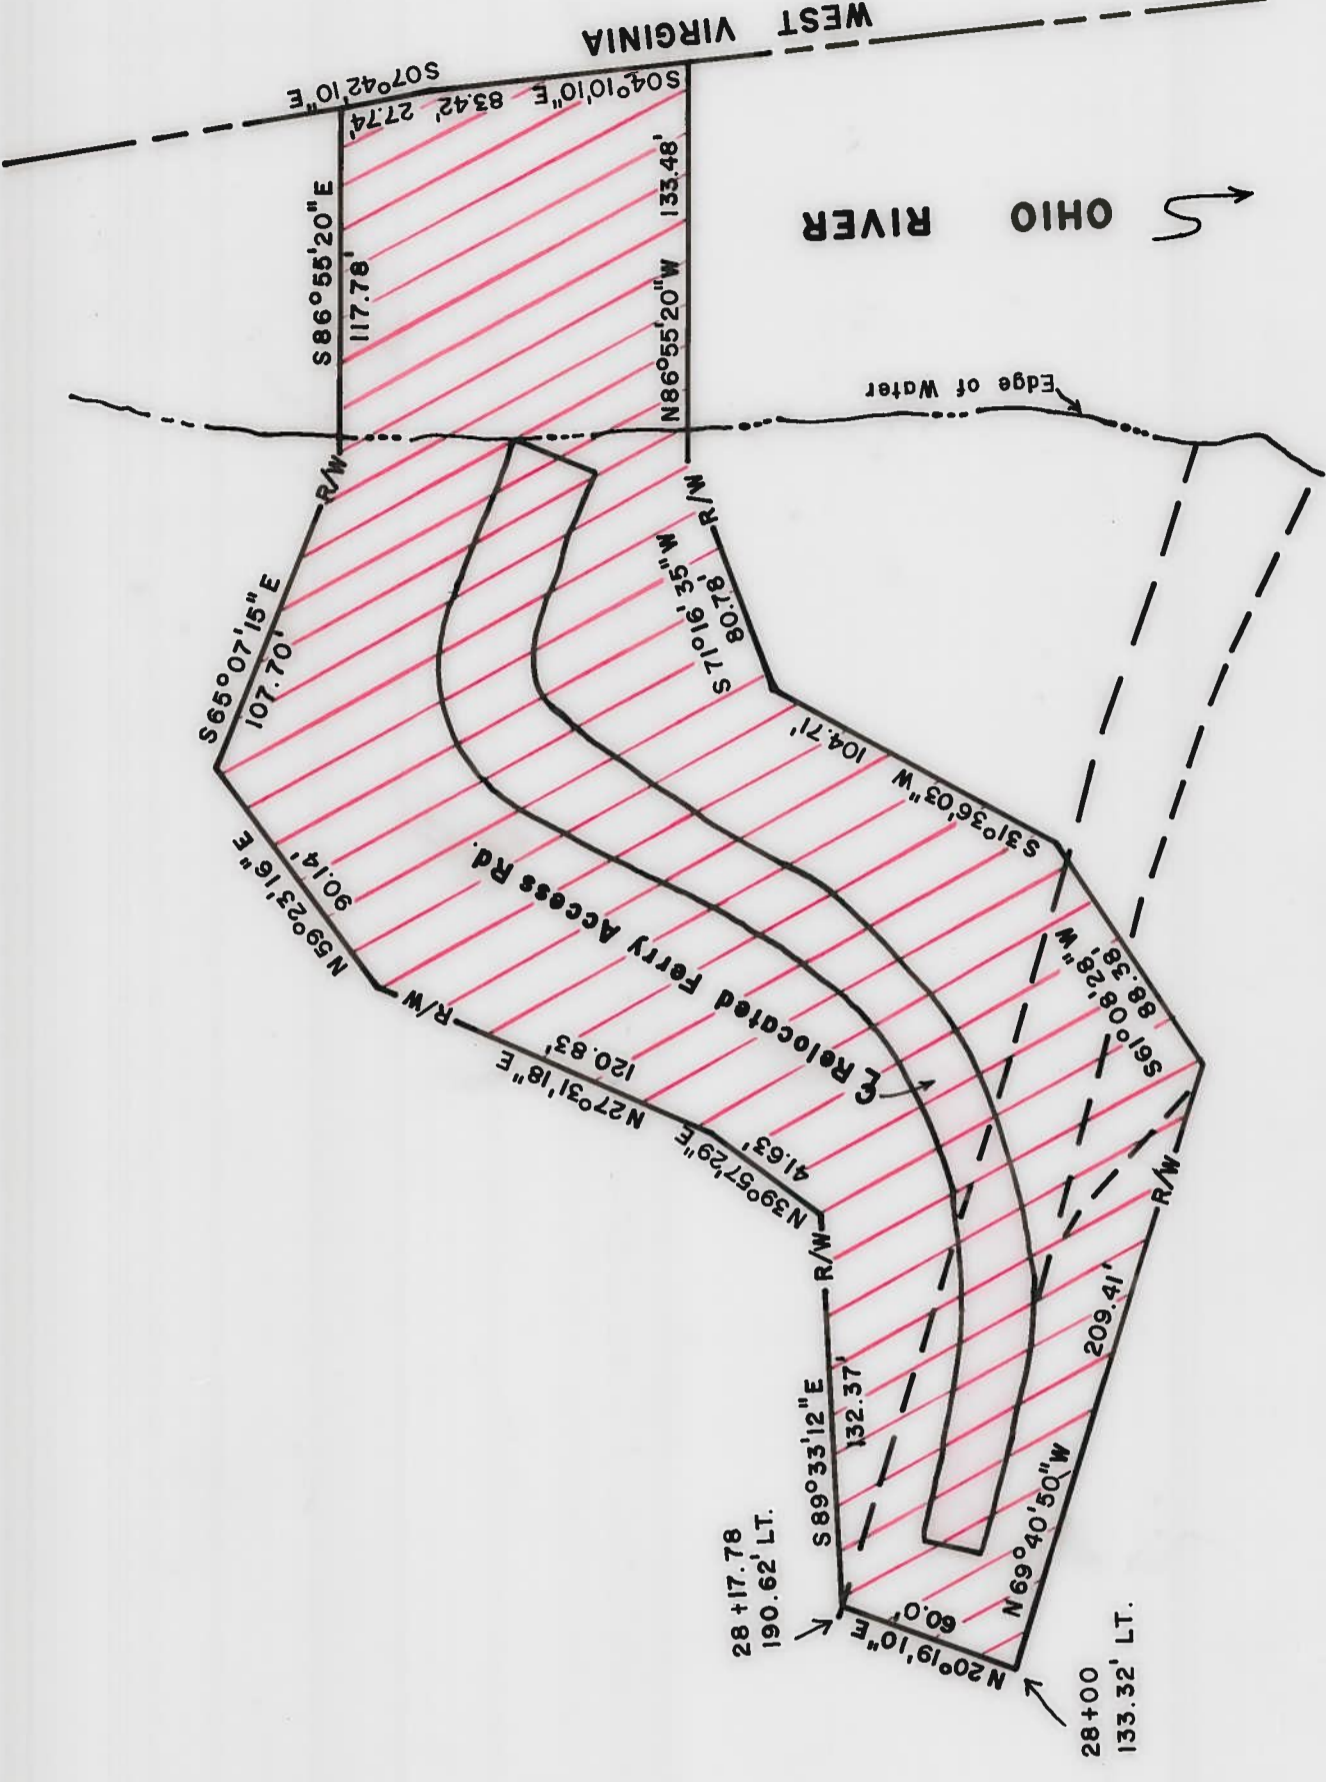 WEST VIRGINIA
S07°42'10"E
27.74'
83.42'
S04°10'10"E
S86°55'20"E
117.78'
133.48'
N86°55'20"W
OHIO RIVER
Edge of Water
R/W
R/W
S65°07'15"E
107.70'
S71°16'35"W
80.78'
N59°23'16"E
90.14'
104.71'
S31°36'03"W
R/W
N27°31'18"E
120.83'
℄ Relocated Ferry Access Rd.
S61°08'28"W
88.38'
N39°57'29"E
41.63'
R/W
R/W
S89°33'12"E
132.37'
209.41'
N69°40'50"W
N20°19'10"E
60.0'
28+17.78
190.62' LT.
28+00
133.32' LT.